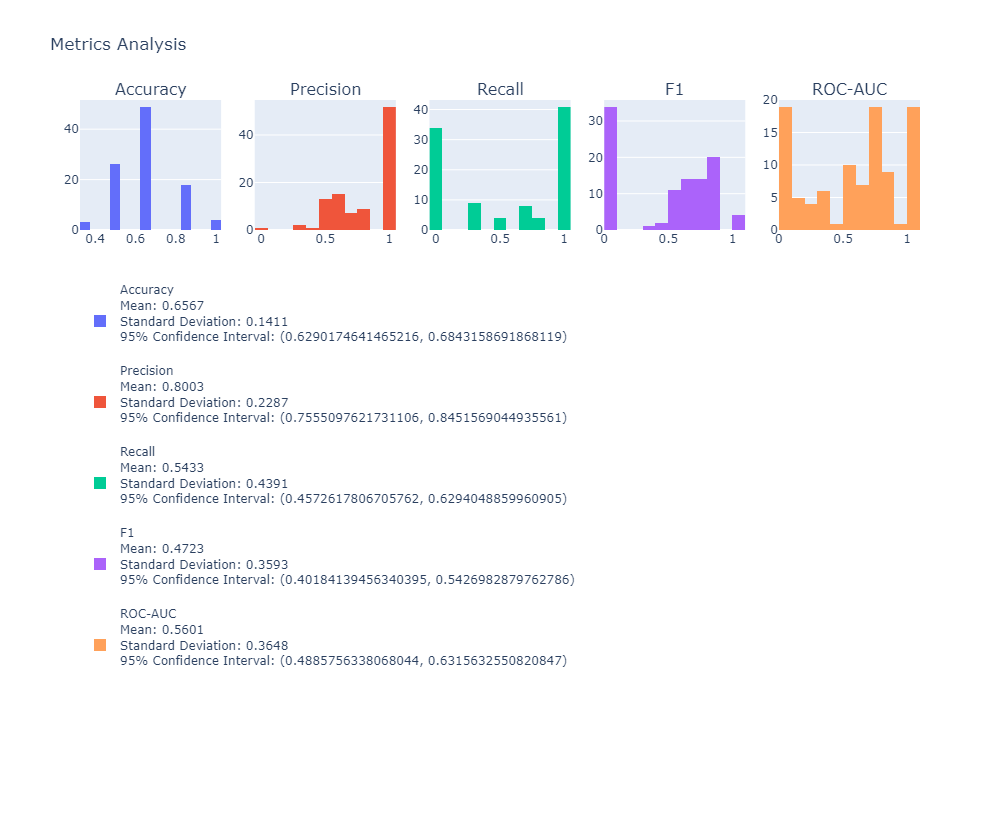 Metrics Analysis
Accuracy Precision Recall F1 ROC-AUC
40
20
0
0.4 0.6 0.8 1
40
20
0
0 0.5 1
40
30
20
10
0
0 0.5 1
30
20
10
0
0 0.5 1
20
15
10
5
0
0 0.5 1
Accuracy
Mean: 0.6567
Standard Deviation: 0.1411
95% Confidence Interval: (0.6290174641465216, 0.6843158691868119)
Precision
Mean: 0.8003
Standard Deviation: 0.2287
95% Confidence Interval: (0.7555097621731106, 0.8451569044935561)
Recall
Mean: 0.5433
Standard Deviation: 0.4391
95% Confidence Interval: (0.4572617806705762, 0.6294048859960905)
F1
Mean: 0.4723
Standard Deviation: 0.3593
95% Confidence Interval: (0.40184139456340395, 0.5426982879762786)
ROC-AUC
Mean: 0.5601
Standard Deviation: 0.3648
95% Confidence Interval: (0.4885756338068044, 0.6315632550820847)